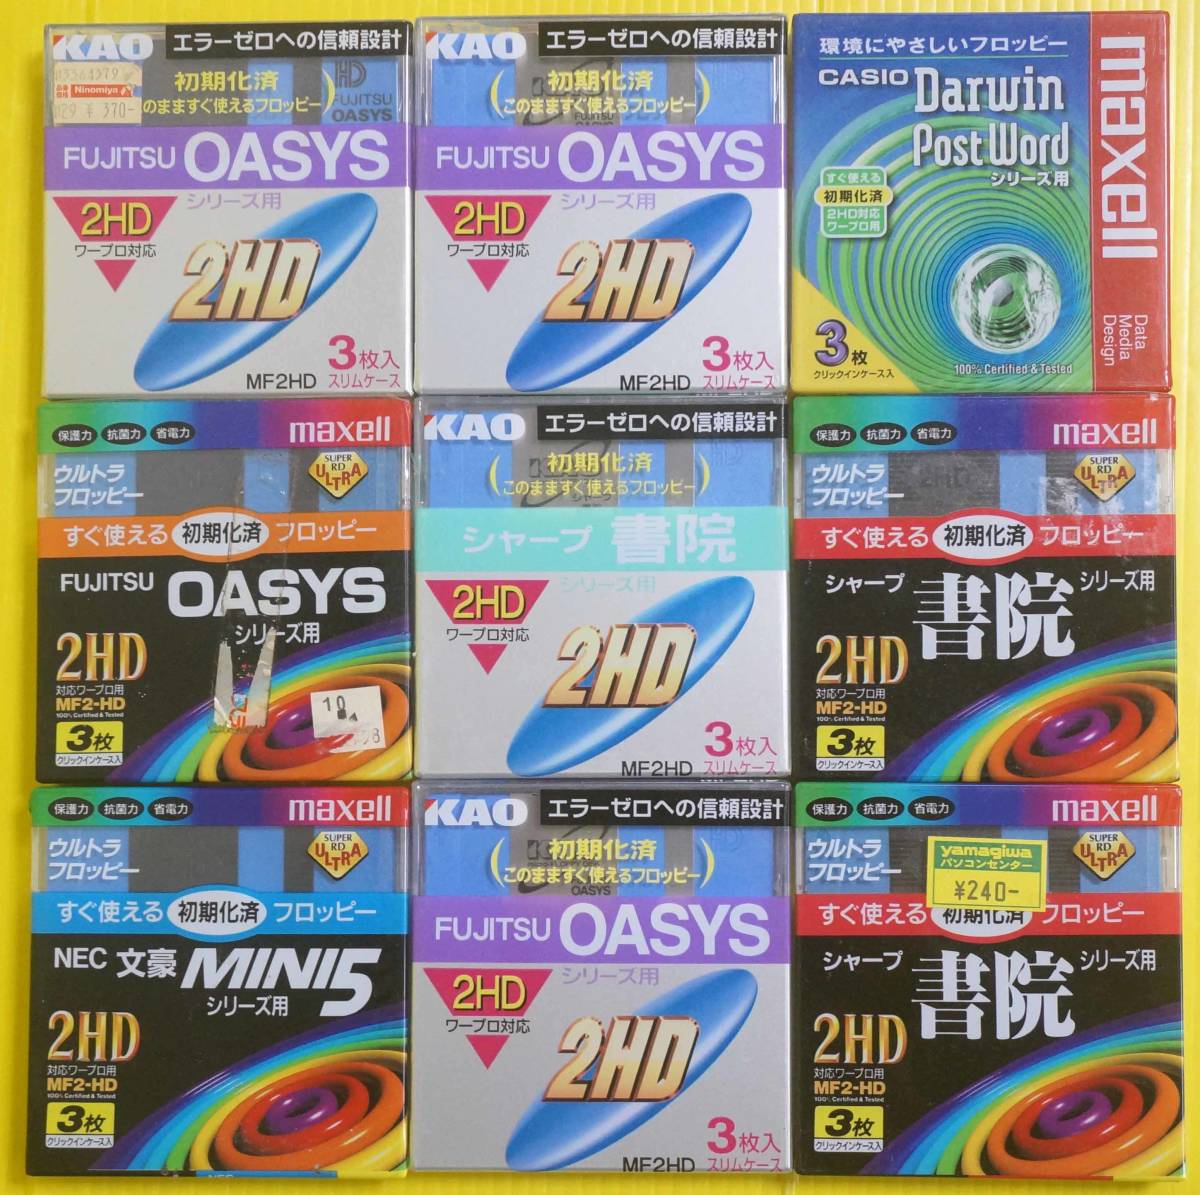 KAO
エラーゼロへの信頼設計
33641379
Ninomiya
¥ 370-
初期化済
このまますぐ使えるフロッピー
HD
FUJITSU
OASYS
FUJITSU OASYS
シリーズ用
2HD
ワープロ対応
2HD
3枚入
MF2HD スリムケース
KAO
エラーゼロへの信頼設計
初期化済
(このまますぐ使えるフロッピー)
FUJITSU OASYS
シリーズ用
2HD
ワープロ対応
2HD
3枚入
MF2HD スリムケース
環境にやさしいフロッピー
CASIO Darwin
Post Word
シリーズ用
すぐ使える
初期化済
2HD対応
ワープロ用
3枚
クリックインケース入
100% Certified & Tested
maxell
Data
Media
Design
保護力 抗菌力 省電力
maxell
ウルトラ
フロッピー
SUPER
RD
ULTRA
すぐ使える 初期化済 フロッピー
FUJITSU OASYS
シリーズ用
2HD
対応ワープロ用
MF2-HD
100% Certified & Tested
3枚
クリックインケース入
10
KAO
エラーゼロへの信頼設計
初期化済
(このまますぐ使えるフロッピー)
シャープ 書院
シリーズ用
2HD
ワープロ対応
2HD
3枚入
MF2HD スリムケース
保護力 抗菌力 省電力
maxell
ウルトラ
フロッピー
2HD
SUPER
RD
ULTRA
すぐ使える 初期化済 フロッピー
シャープ 書院 シリーズ用
2HD
対応ワープロ用
MF2-HD
100% Certified & Tested
3枚
クリックインケース入
保護力 抗菌力 省電力
maxell
ウルトラ
フロッピー
SUPER
RD
ULTRA
すぐ使える 初期化済 フロッピー
NEC 文豪 MINI5
シリーズ用
2HD
対応ワープロ用
MF2-HD
100% Certified & Tested
3枚
クリックインケース入
NEC
KAO
エラーゼロへの信頼設計
初期化済
(このまますぐ使えるフロッピー)
OASYS
FUJITSU OASYS
シリーズ用
2HD
ワープロ対応
2HD
3枚入
MF2HD スリムケース
保護力 抗菌力 省電力
maxell
ウルトラ
フロッピー
yamagiwa
パソコンセンター
¥240-
SUPER
RD
ULTRA
すぐ使える 初期化済 フロッピー
シャープ 書院 シリーズ用
2HD
対応ワープロ用
MF2-HD
100% Certified & Tested
3枚
クリックインケース入